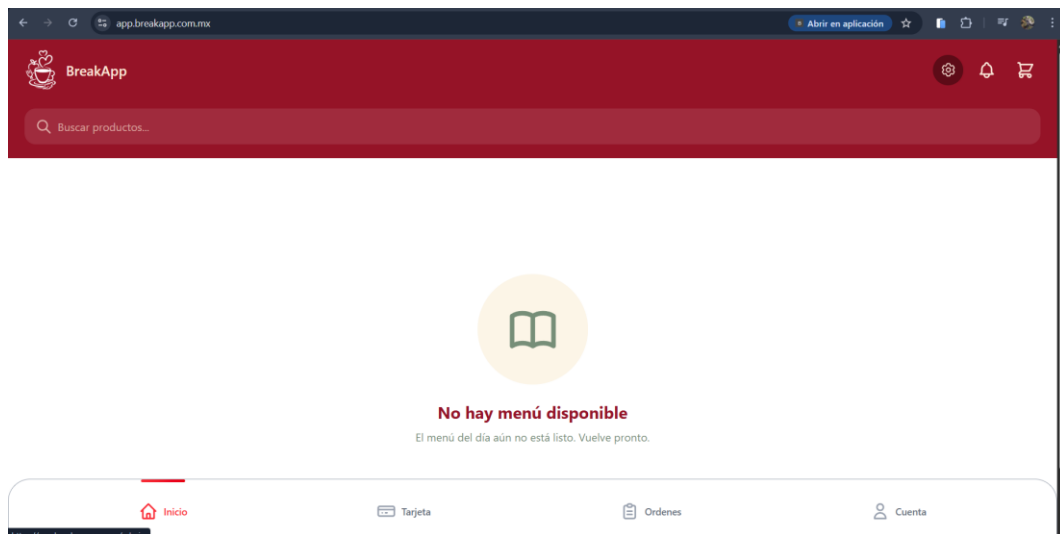 app.breakapp.com.mx
Abrir en aplicación
BreakApp
Buscar productos...
No hay menú disponible
El menú del día aún no está listo. Vuelve pronto.
Inicio
Tarjeta
Ordenes
Cuenta